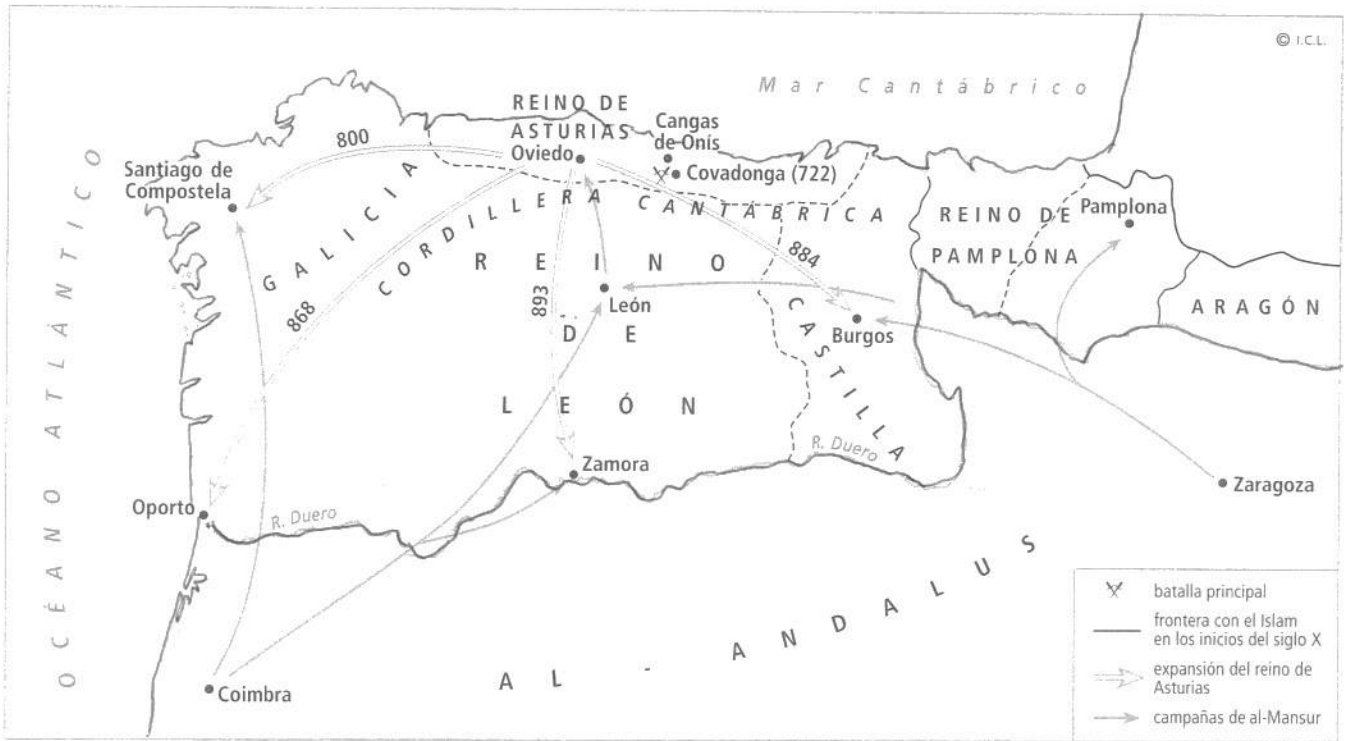 © I.C.L.
Mar Cantábrico
REINO DE
ASTURIAS
Oviedo
Cangas
de Onís
Covadonga (722)
800
Santiago de
Compostela
GALICIA
CORDILLERA CANTÁBRICA
REINO DE
PAMPLONA
Pamplona
ARAGÓN
868
893
884
REINO
DE
LEÓN
León
Burgos
CASTILLA
OCÉANO ATLÁNTICO
Zamora
R. Duero
Oporto
R. Duero
Zaragoza
Coimbra
AL - ANDALUS
batalla principal
frontera con el Islam
en los inicios del siglo X
expansión del reino de
Asturias
campañas de al-Mansur